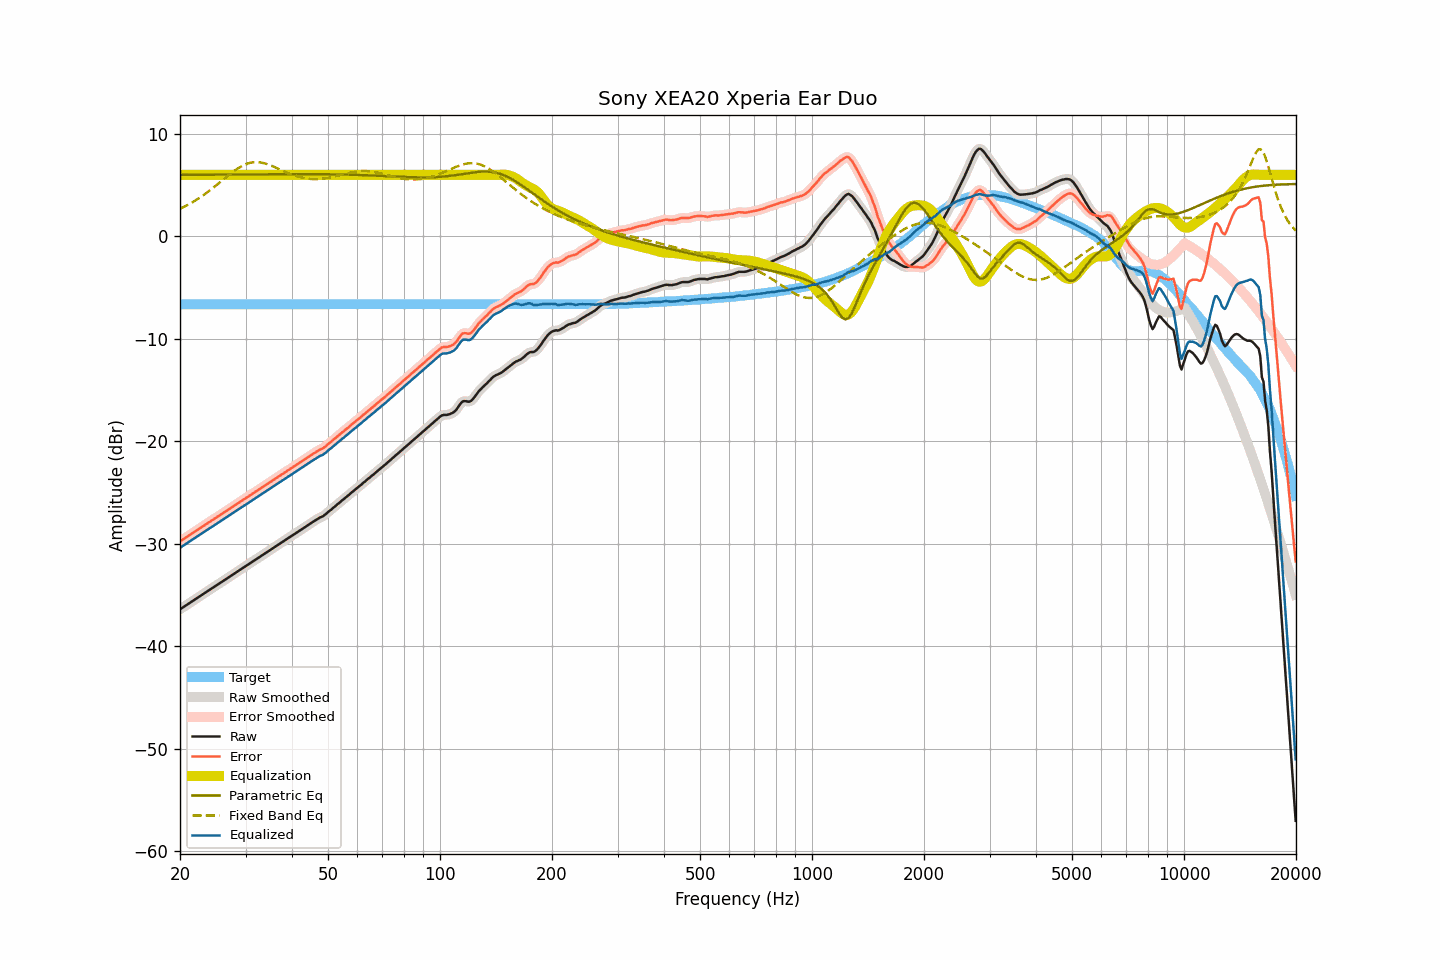 Sony XEA20 Xperia Ear Duo
10
0
−10
−20
−30
−40
−50
−60
Amplitude (dBr)
Target
Raw Smoothed
Error Smoothed
Raw
Error
Equalization
Parametric Eq
Fixed Band Eq
Equalized
20 50 100 200 500 1000 2000 5000 10000 20000
Frequency (Hz)